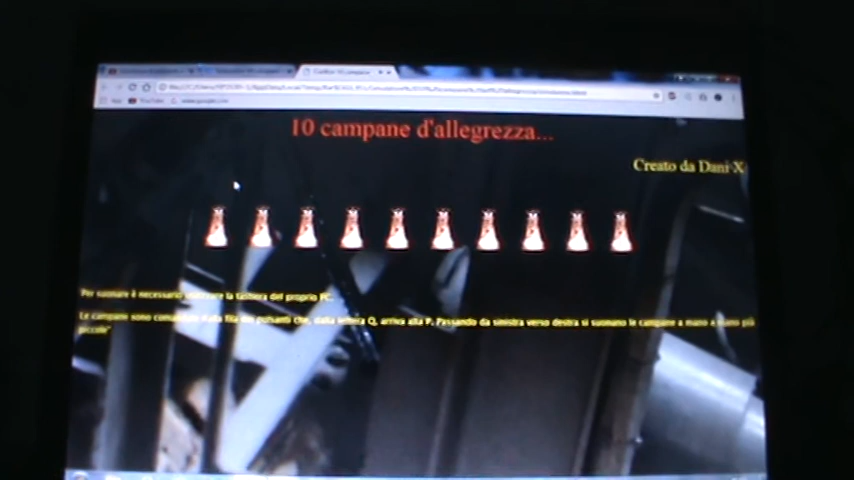 YouTube
10 campane d'allegrezza...
Creato da Dani X
Per suonare è necessario utilizzare la tastiera del proprio PC.
Le campane sono comandate dalla fila dei pulsanti che, dalla lettera Q, arriva alla P. Passando da sinistra verso destra si suonano le campane a mano a mano più
piccole"